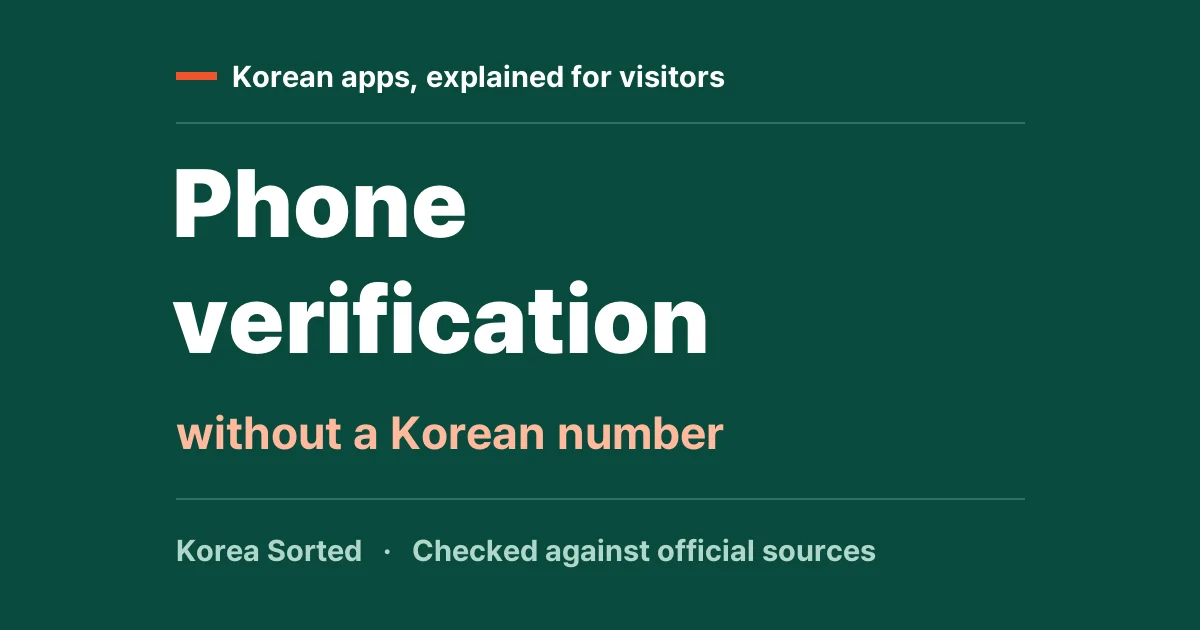 Korean apps, explained for visitors
Phone
verification
without a Korean number
Korea Sorted · Checked against official sources